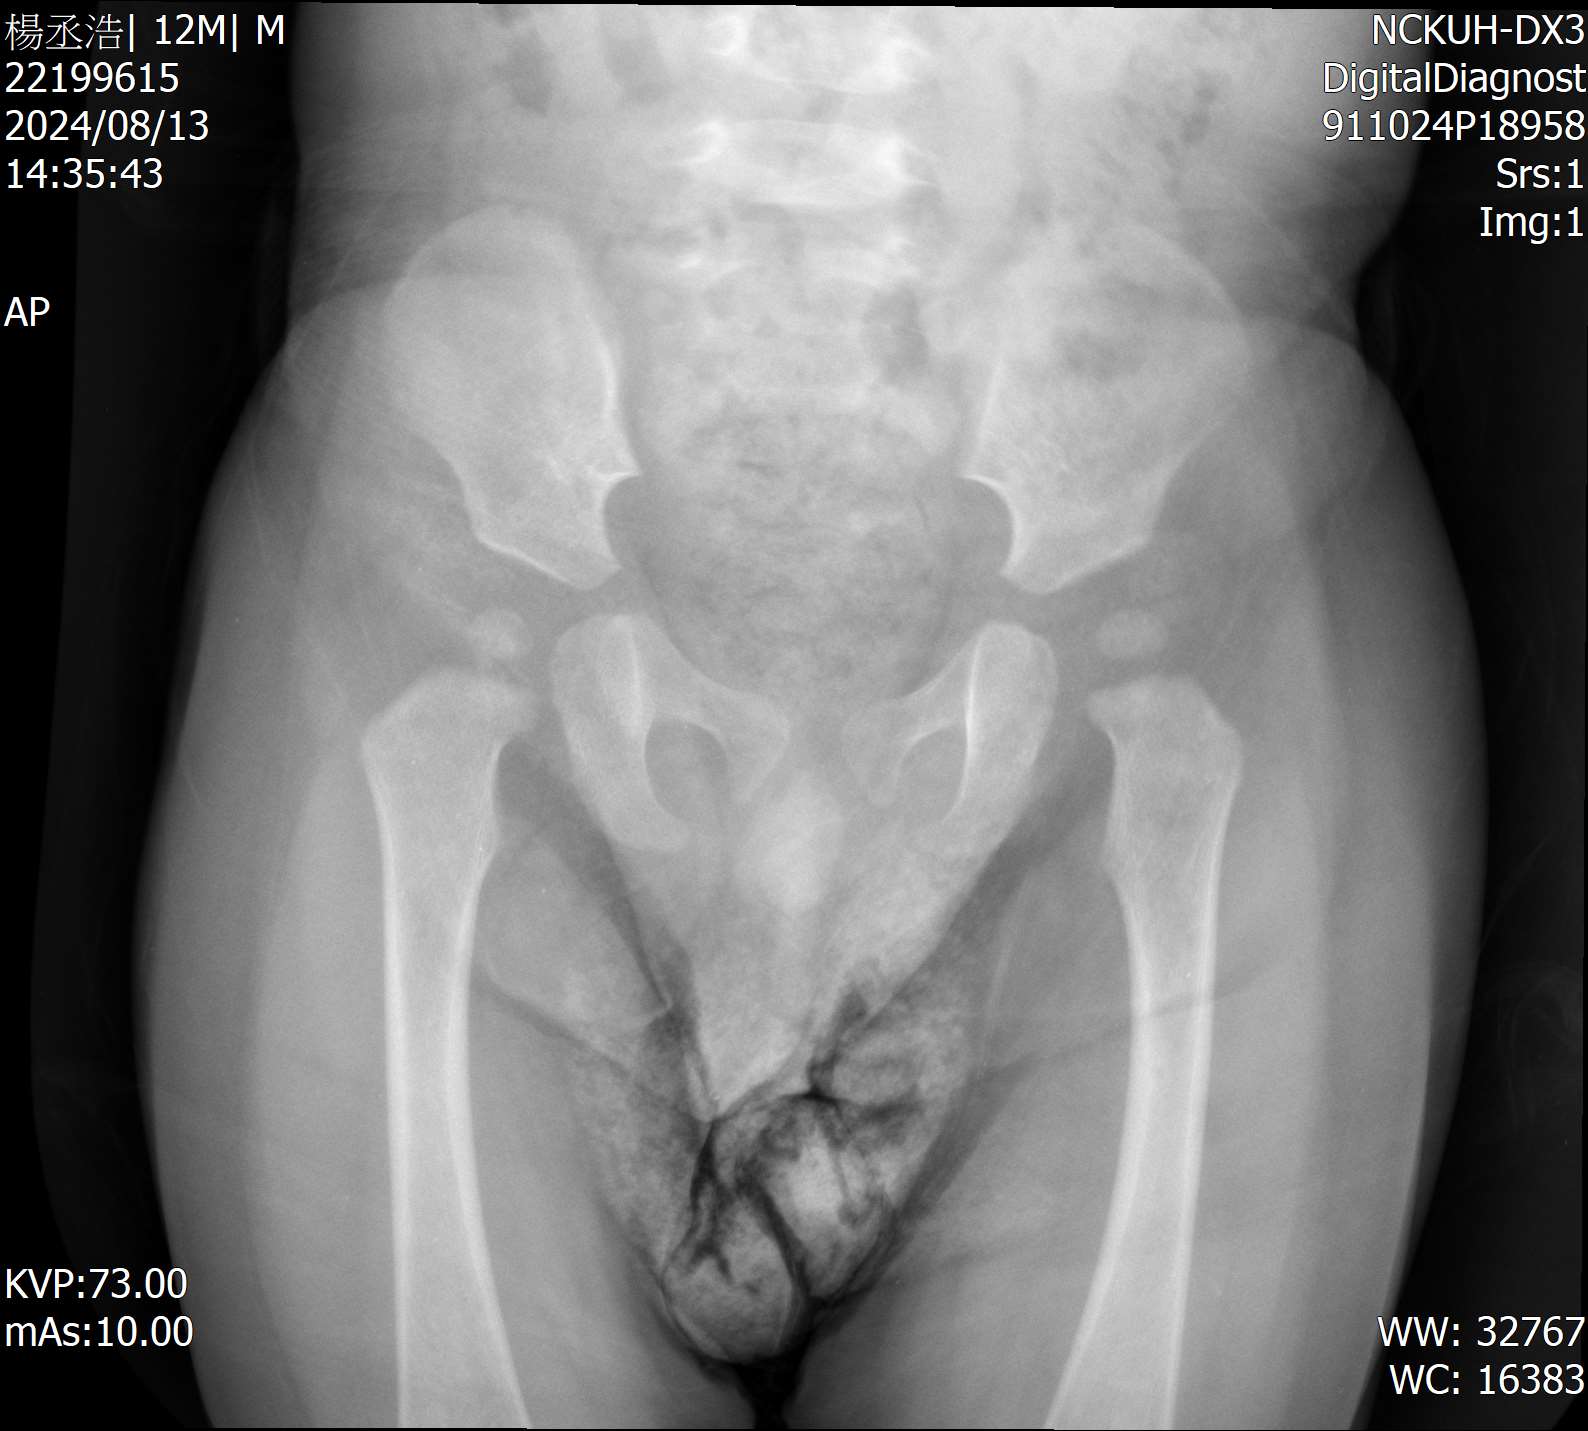 楊丞浩| 12M| M
22199615
2024/08/13
14:35:43
AP
NCKUH-DX3
DigitalDiagnost
911024P18958
Srs:1
Img:1
KVP:73.00
mAs:10.00
WW: 32767
WC: 16383